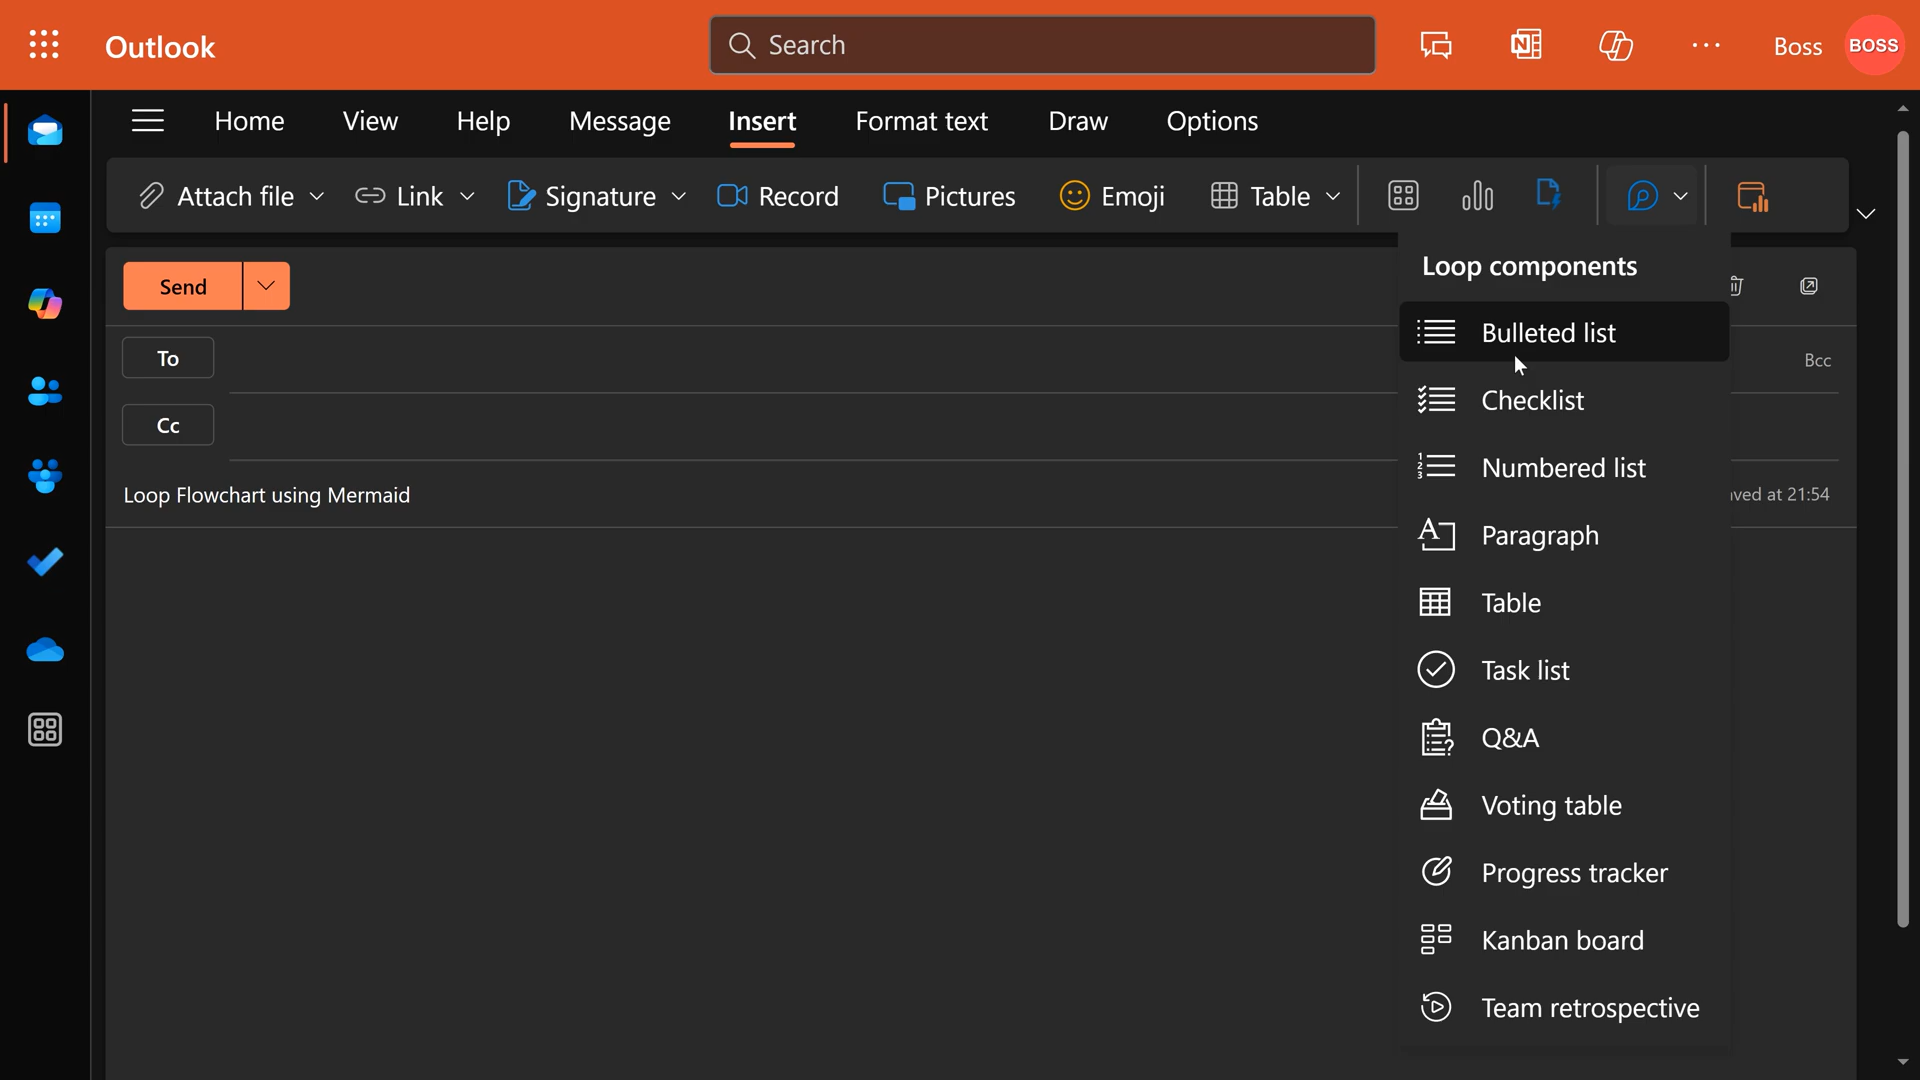 Outlook
Search
Boss
BOSS
Home View Help Message Insert Format text Draw Options
Attach file Link Signature Record Pictures Emoji Table
Loop components
Send
Bulleted list
To
Bcc
Checklist
Cc
Numbered list
Loop Flowchart using Mermaid
ved at 21:54
Paragraph
Table
Task list
Q&A
Voting table
Progress tracker
Kanban board
Team retrospective